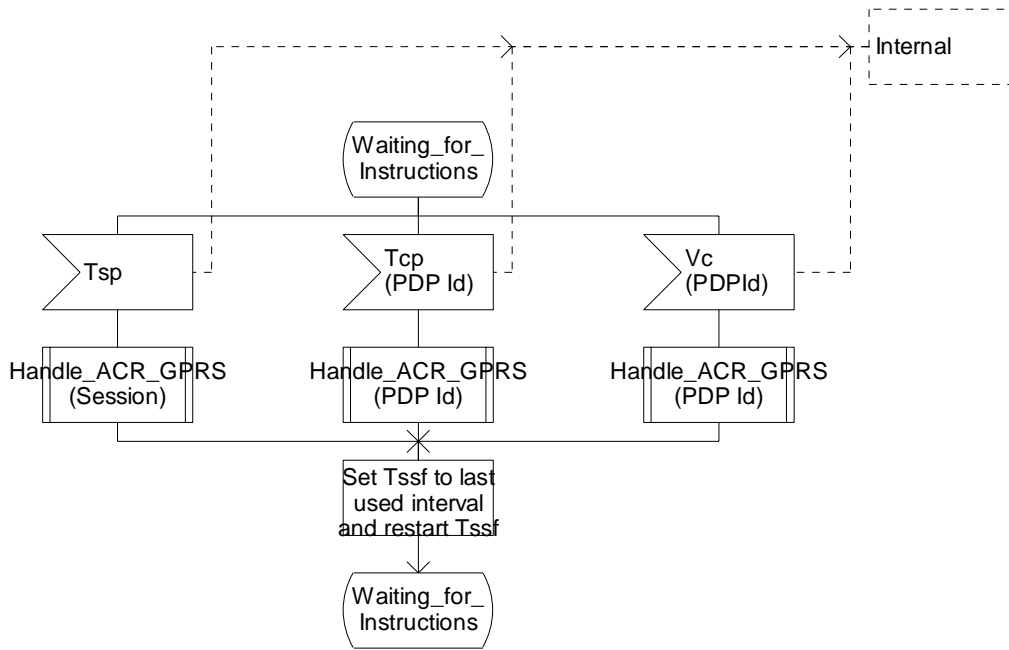 Internal
Waiting_for_
Instructions
Tsp
Tcp
(PDP Id)
Vc
(PDPId)
Handle_ACR_GPRS
(Session)
Handle_ACR_GPRS
(PDP Id)
Handle_ACR_GPRS
(PDP Id)
Set Tssf to last
used interval
and restart Tssf
Waiting_for_
Instructions